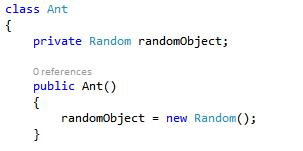 class Ant
{
    private Random randomObject;
    0 references
    public Ant()
    {
        randomObject = new Random();
    }